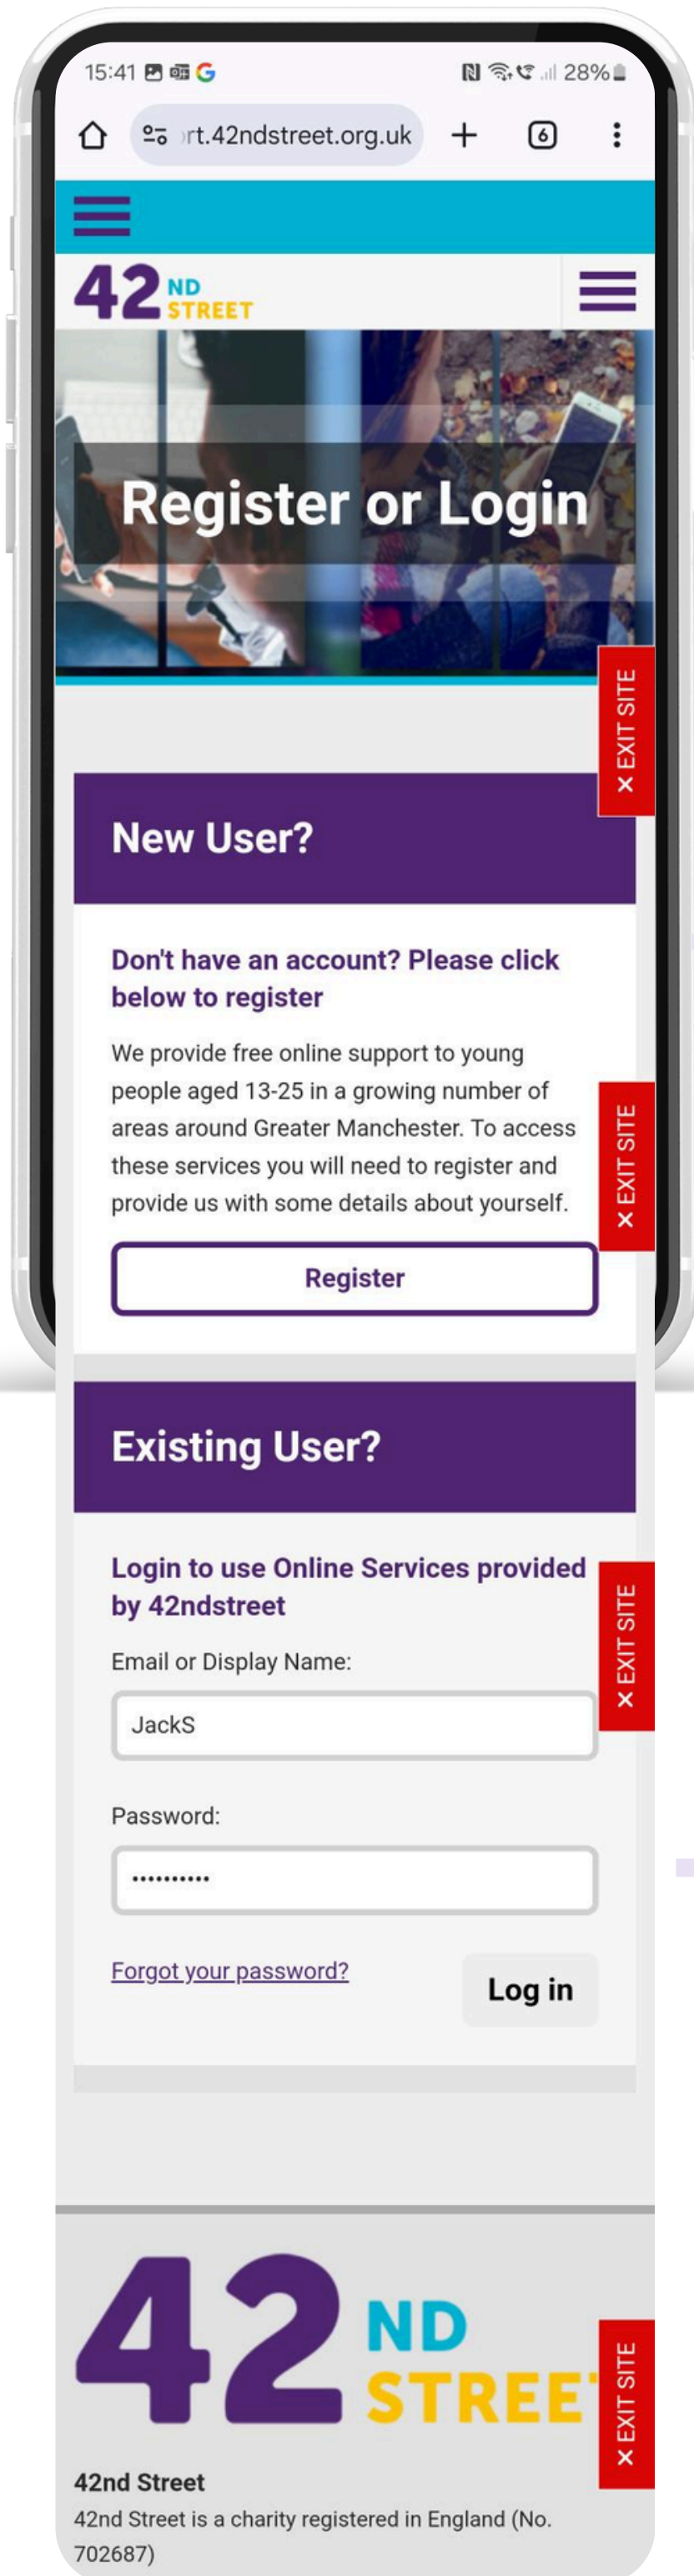 15:41
28%
rt.42ndstreet.org.uk
6
42 ND
STREET
Register or Login
× EXIT SITE
New User?
Don't have an account? Please click
below to register
We provide free online support to young
people aged 13-25 in a growing number of
areas around Greater Manchester. To access
these services you will need to register and
provide us with some details about yourself.
× EXIT SITE
Register
Existing User?
Login to use Online Services provided
by 42ndstreet
× EXIT SITE
Email or Display Name:
JackS
Password:
••••••••••
Forgot your password?
Log in
42 ND
STREET
× EXIT SITE
42nd Street
42nd Street is a charity registered in England (No.
702687)